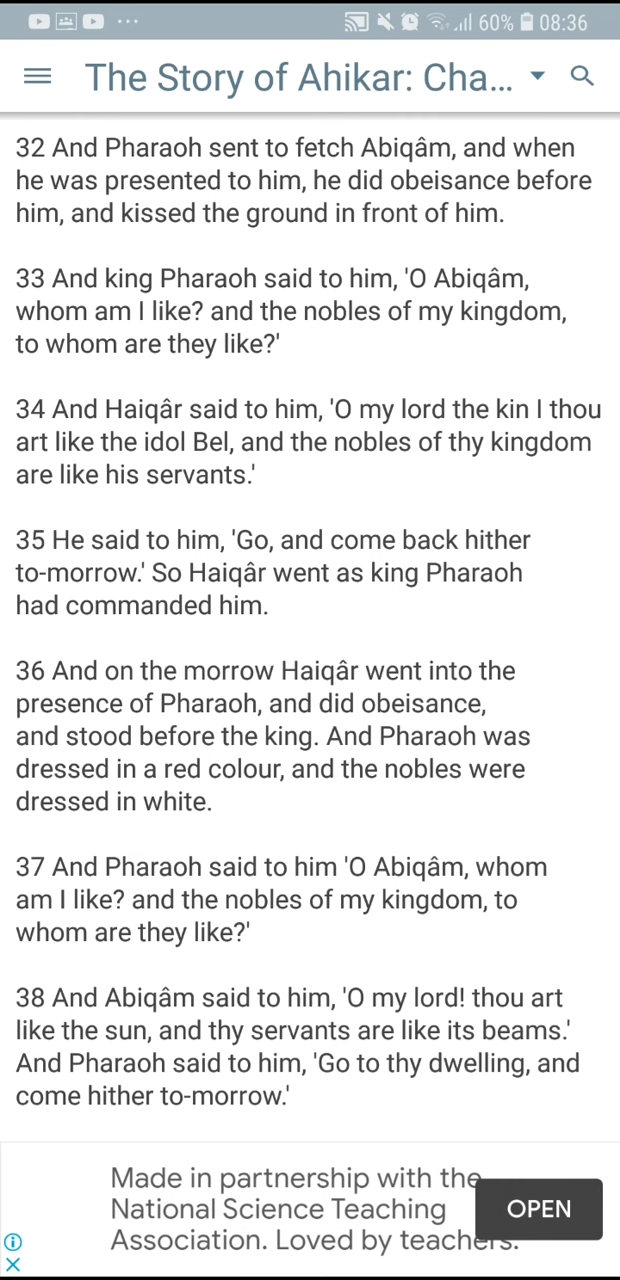 60% 08:36
The Story of Ahikar: Cha...
32 And Pharaoh sent to fetch Abiqâm, and when
he was presented to him, he did obeisance before
him, and kissed the ground in front of him.
33 And king Pharaoh said to him, 'O Abiqâm,
whom am I like? and the nobles of my kingdom,
to whom are they like?'
34 And Haiqâr said to him, 'O my lord the kin I thou
art like the idol Bel, and the nobles of thy kingdom
are like his servants.'
35 He said to him, 'Go, and come back hither
to-morrow.' So Haiqâr went as king Pharaoh
had commanded him.
36 And on the morrow Haiqâr went into the
presence of Pharaoh, and did obeisance,
and stood before the king. And Pharaoh was
dressed in a red colour, and the nobles were
dressed in white.
37 And Pharaoh said to him 'O Abiqâm, whom
am I like? and the nobles of my kingdom, to
whom are they like?'
38 And Abiqâm said to him, 'O my lord! thou art
like the sun, and thy servants are like its beams.'
And Pharaoh said to him, 'Go to thy dwelling, and
come hither to-morrow.'
Made in partnership with the
National Science Teaching
Association. Loved by teachers.
OPEN